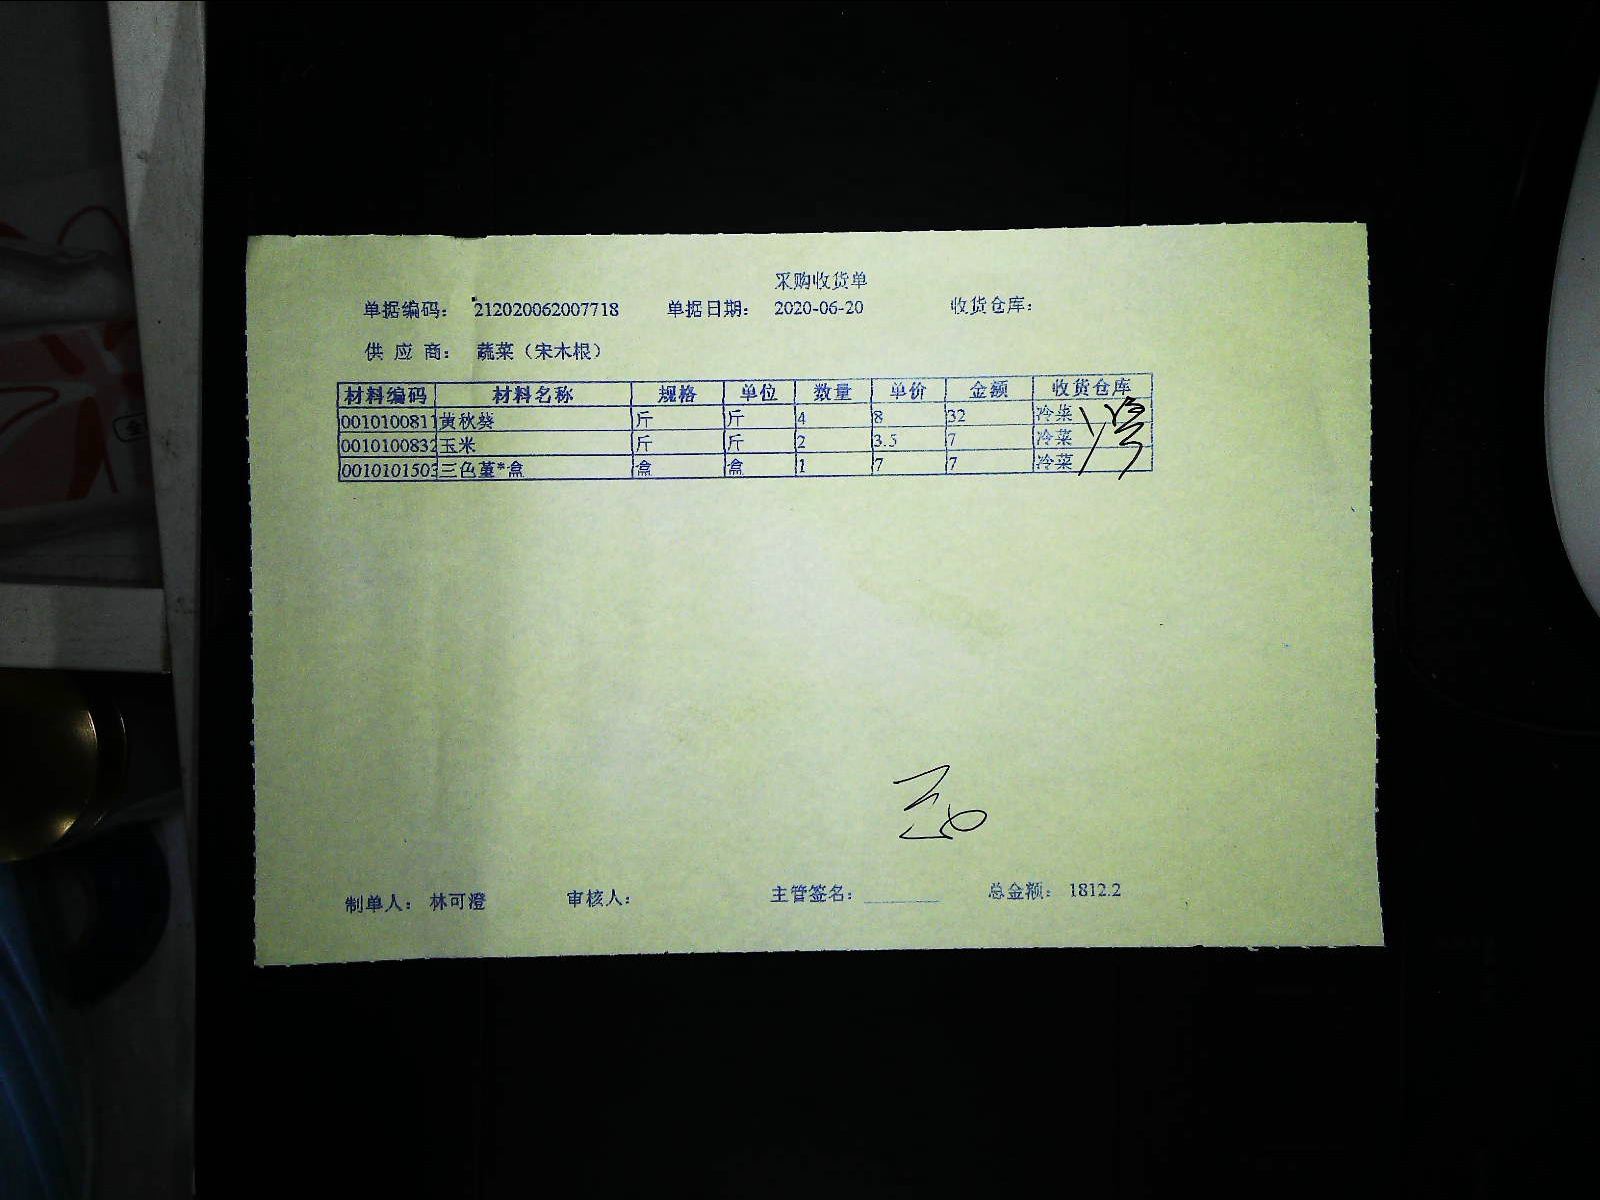 采购收货单
单据编码： 212020062007718 单据日期： 2020-06-20 收货仓库：
供 应 商： 蔬菜（宋木根）
材料编码 材料名称 规格 单位 数量 单价 金额 收货仓库
0010100811 黄秋葵 斤 斤 4 8 32 冷菜
0010100832 玉米 斤 斤 2 3.5 7 冷菜
0010101503 三色堇*盒 盒 盒 1 7 7 冷菜
制单人： 林可澄 审核人： 主管签名： 总金额： 1812.2